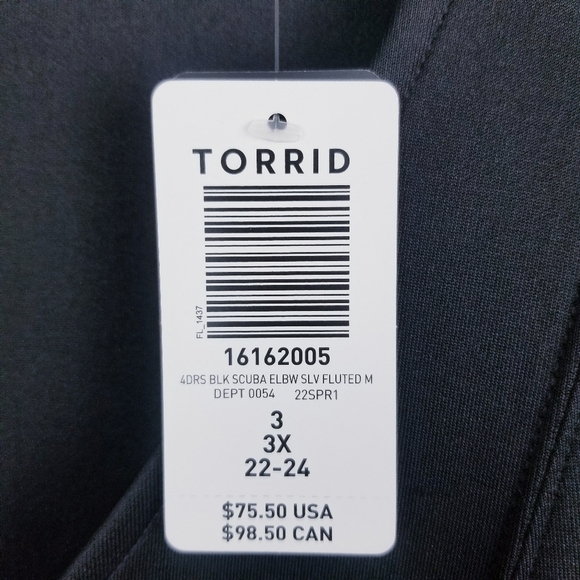 TORRID
FL_1437
16162005
4DRS BLK SCUBA ELBW SLV FLUTED M
DEPT 0054 22SPR1
3
3X
22-24
$75.50 USA
$98.50 CAN